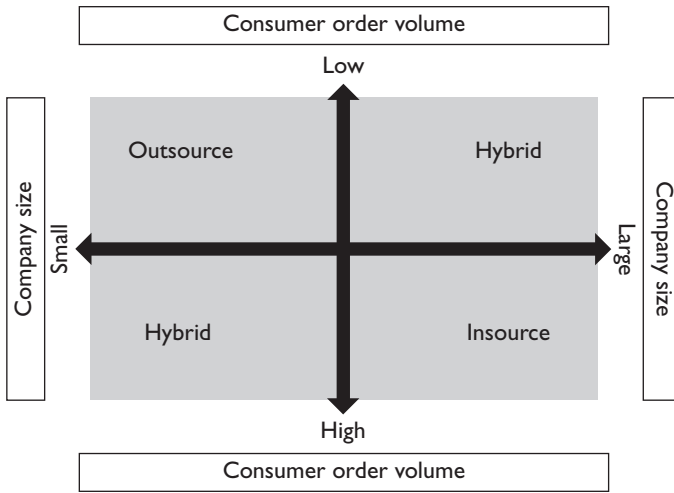 Consumer order volume
Low
Outsource
Hybrid
Company size
Small
Large
Company size
Hybrid
Insource
High
Consumer order volume